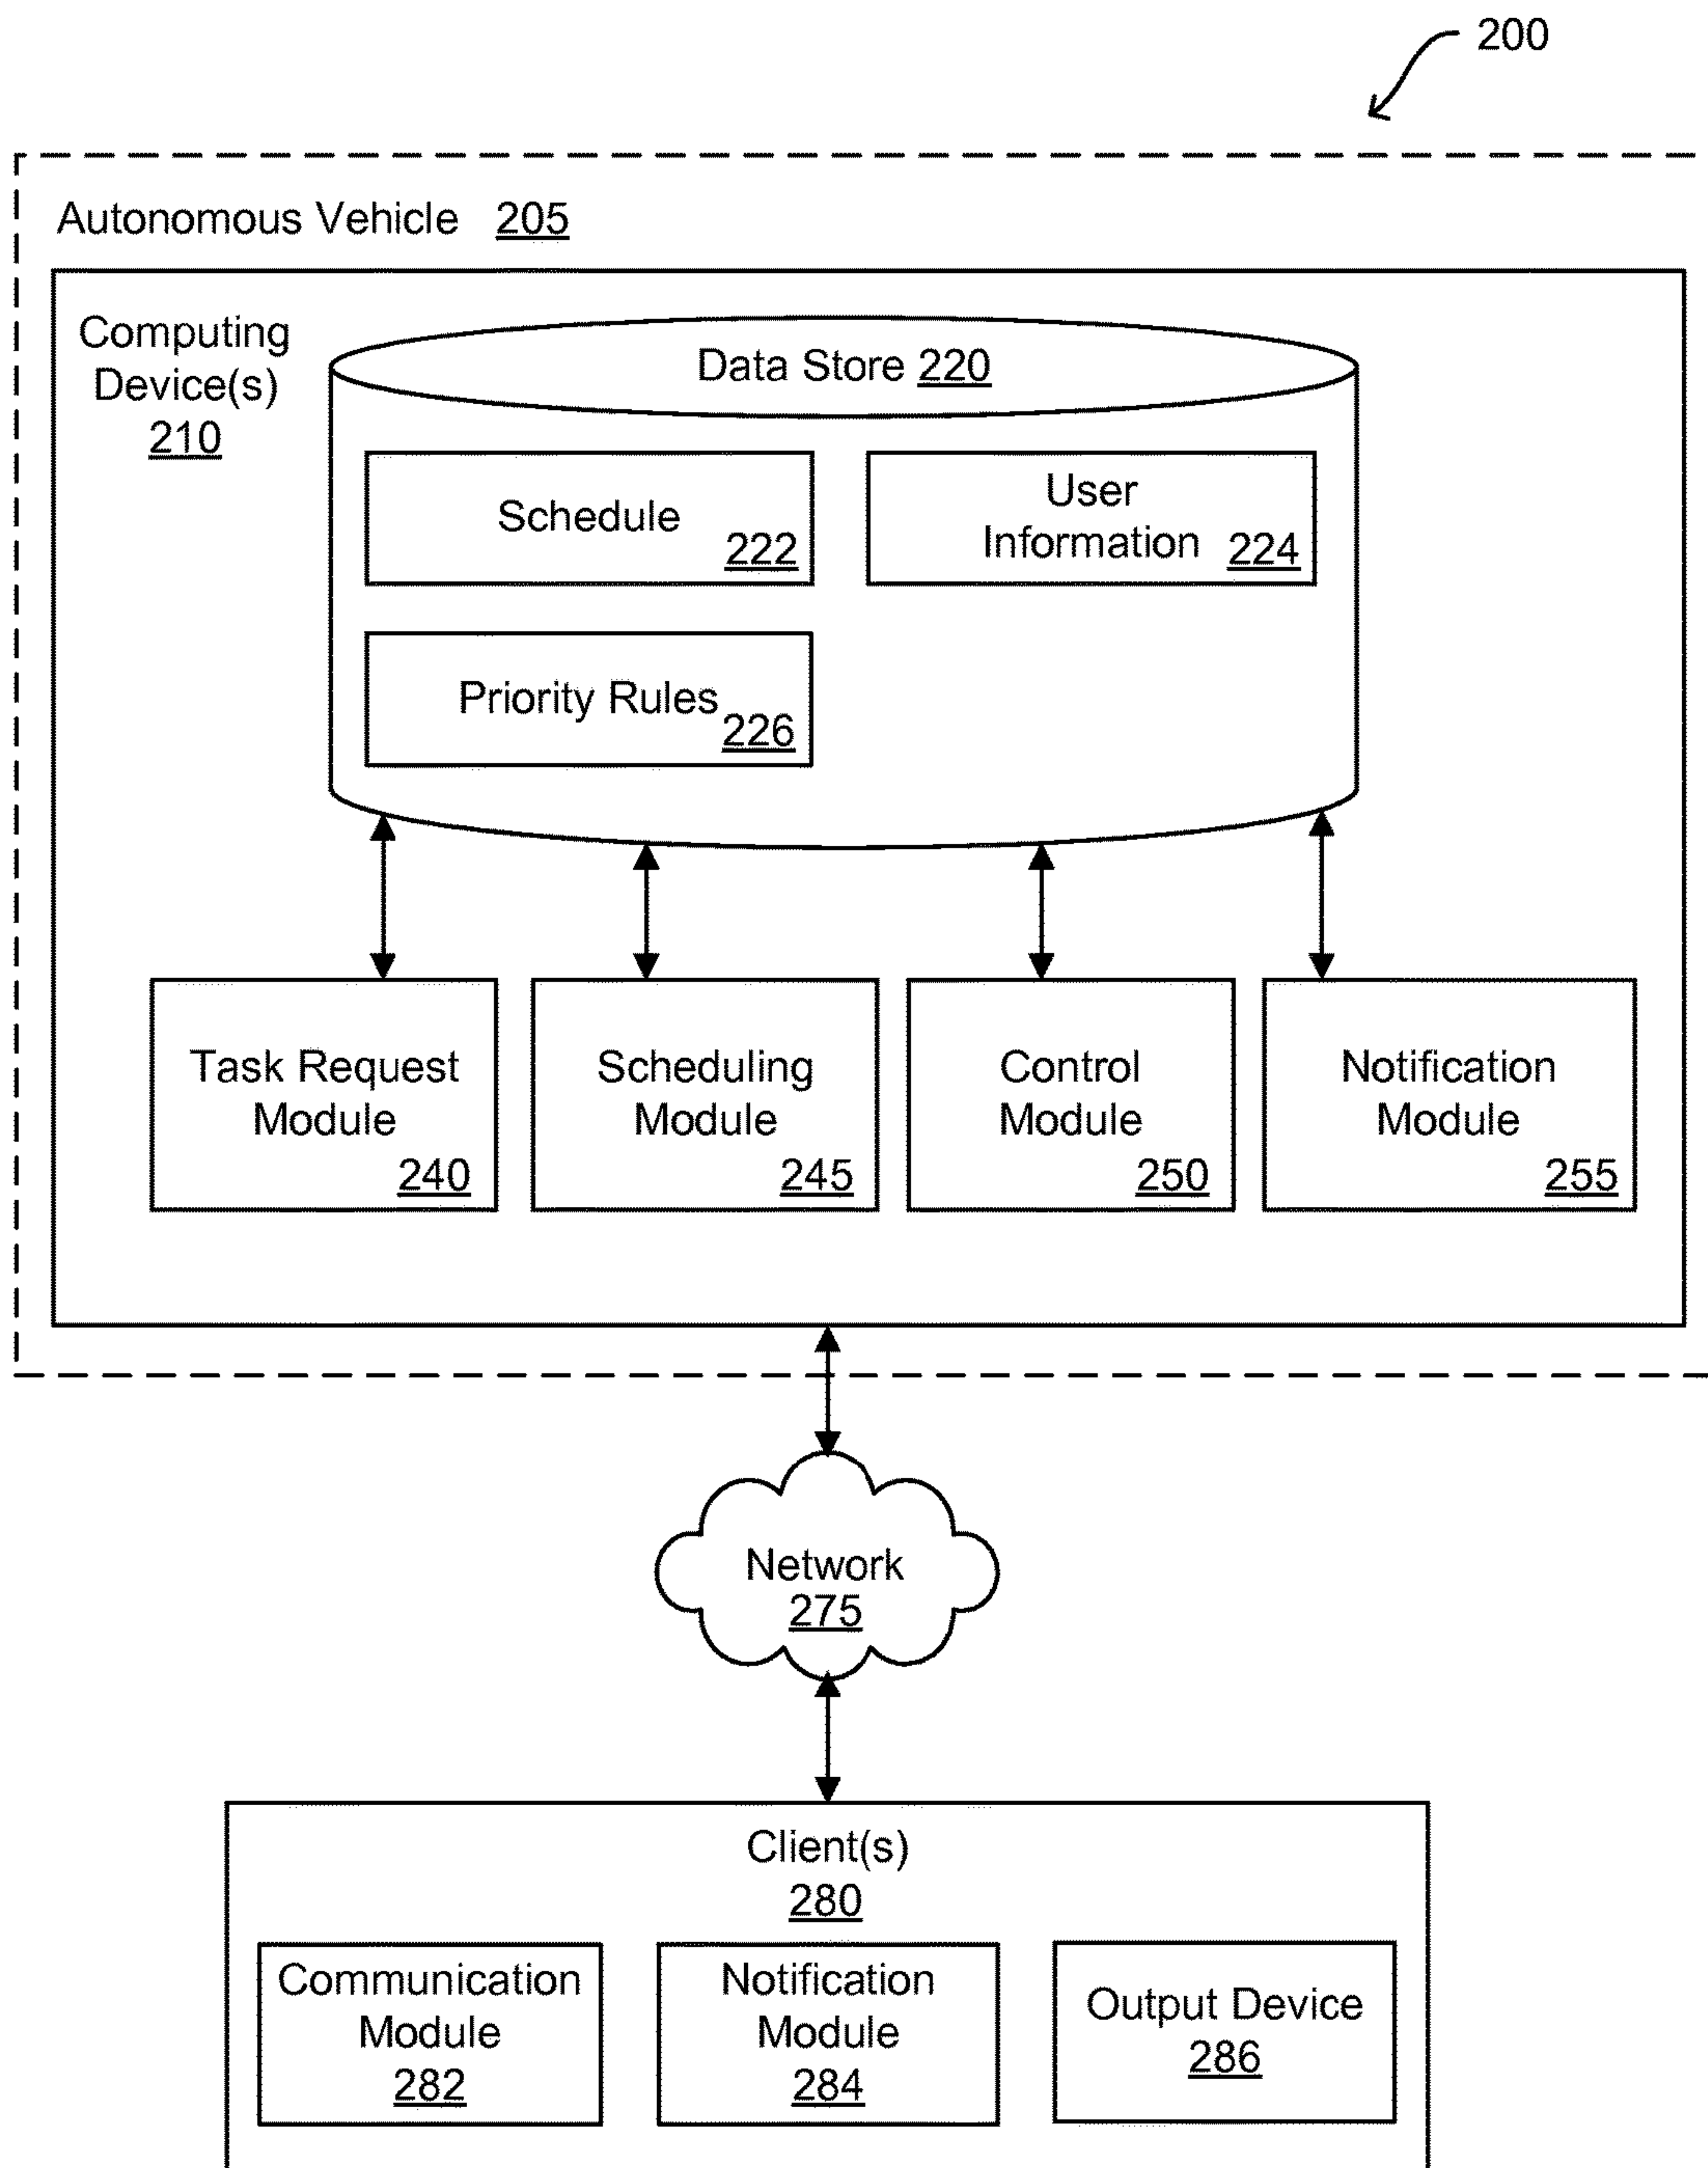 200
Autonomous Vehicle 205
Computing
Device(s)
210
Data Store 220
Schedule
222
User
Information 224
Priority Rules
226
Task Request
Module
240
Scheduling
Module
245
Control
Module
250
Notification
Module
255
Network
275
Client(s)
280
Communication
Module
282
Notification
Module
284
Output Device
286